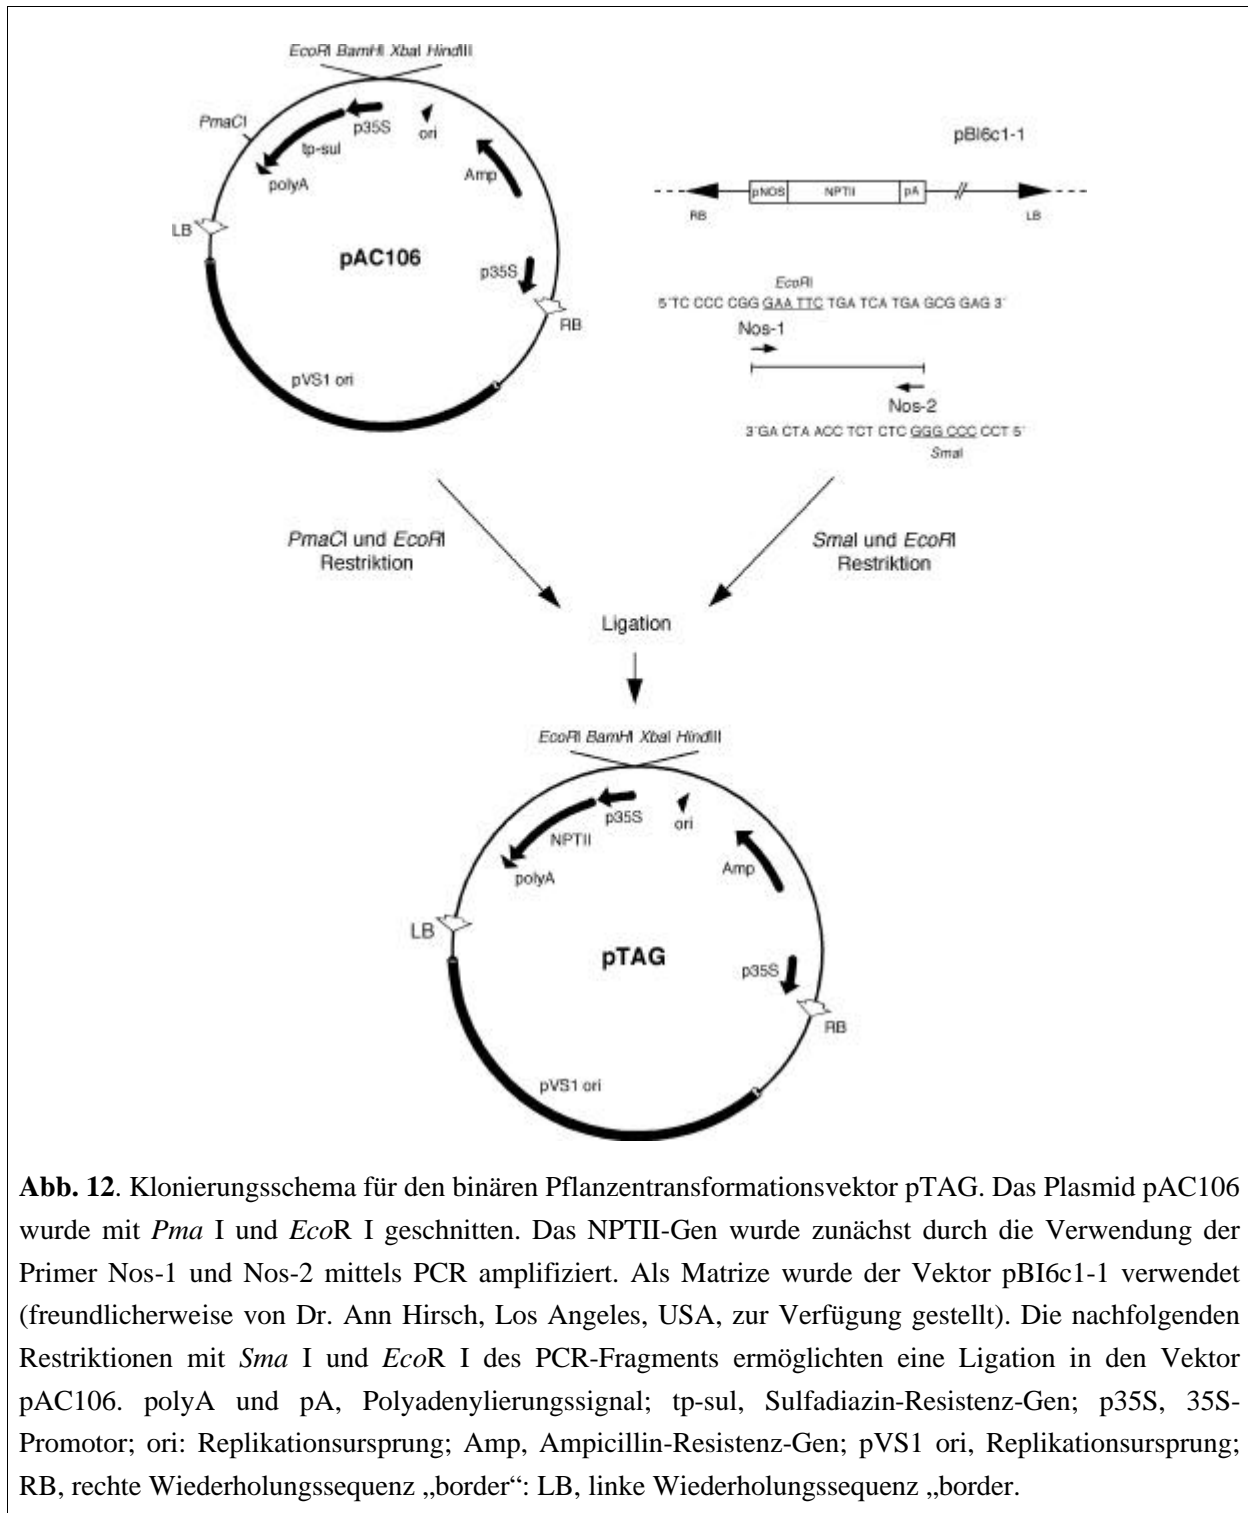 EcoRI BamHI XbaI HindIII
PmaCI
p35S
ori
tp-sul
polyA
Amp
LB
pAC106
p35S
RB
pVS1 ori
pBI6c1-1
pNOS NPTII pA
RB
LB
EcoRI
5´TC CCC CGG GAA TTC TGA TCA TGA GCG GAG 3´
Nos-1
Nos-2
3´GA CTA ACC TCT CTC GGG CCC CCT 5´
SmaI
PmaCI und EcoRI
Restriktion
SmaI und EcoRI
Restriktion
Ligation
EcoRI BamHI XbaI HindIII
p35S
ori
NPTII
polyA
Amp
LB
pTAG
p35S
RB
pVS1 ori
Abb. 12. Klonierungsschema für den binären Pflanzentransformationsvektor pTAG. Das Plasmid pAC106
wurde mit Pma I und EcoR I geschnitten. Das NPTII-Gen wurde zunächst durch die Verwendung der
Primer Nos-1 und Nos-2 mittels PCR amplifiziert. Als Matrize wurde der Vektor pBI6c1-1 verwendet
(freundlicherweise von Dr. Ann Hirsch, Los Angeles, USA, zur Verfügung gestellt). Die nachfolgenden
Restriktionen mit Sma I und EcoR I des PCR-Fragments ermöglichten eine Ligation in den Vektor
pAC106. polyA und pA, Polyadenylierungssignal; tp-sul, Sulfadiazin-Resistenz-Gen; p35S, 35S-
Promotor; ori: Replikationsursprung; Amp, Ampicillin-Resistenz-Gen; pVS1 ori, Replikationsursprung;
RB, rechte Wiederholungssequenz „border“: LB, linke Wiederholungssequenz „border.